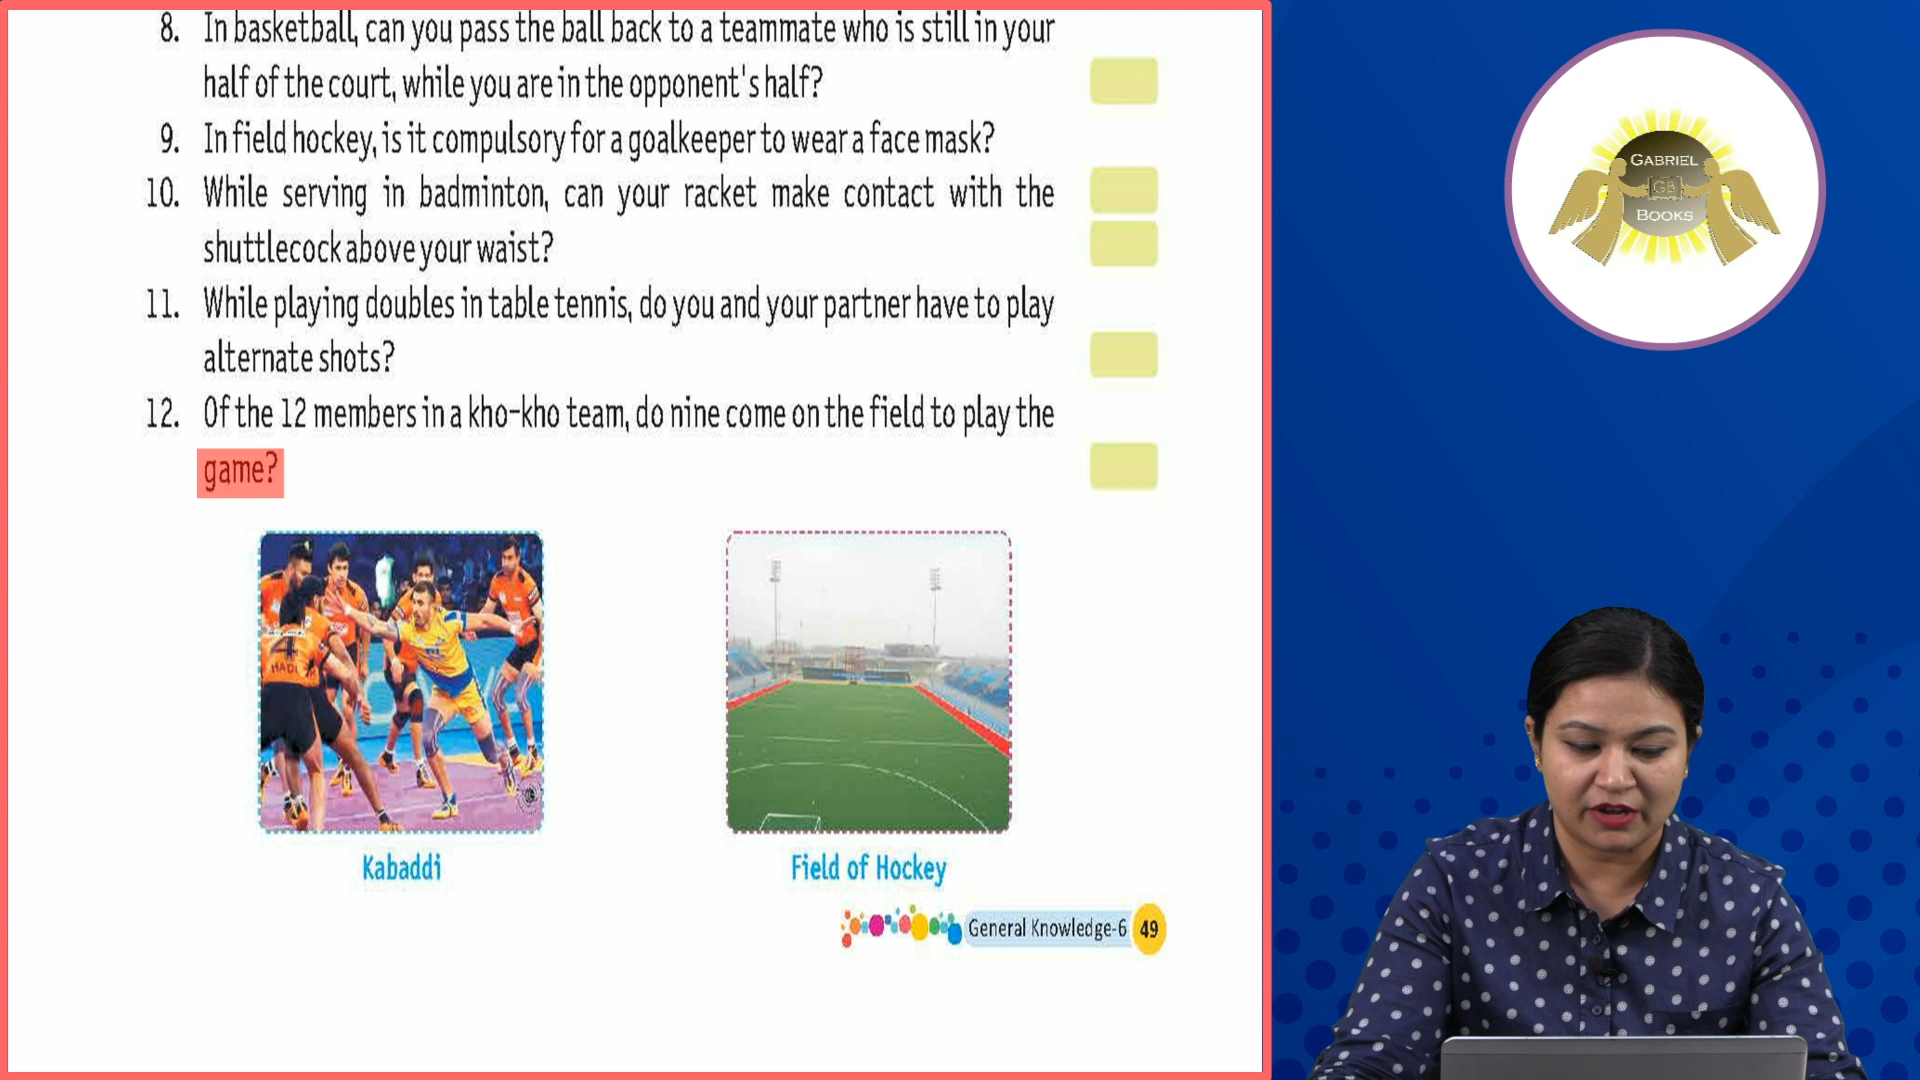 8. In basketball, can you pass the ball back to a teammate who is still in your
half of the court, while you are in the opponent's half?
9. In field hockey, is it compulsory for a goalkeeper to wear a face mask?
10. While serving in badminton, can your racket make contact with the
shuttlecock above your waist?
11. While playing doubles in table tennis, do you and your partner have to play
alternate shots?
12. Of the 12 members in a kho-kho team, do nine come on the field to play the
game?
4
HADI
Kabaddi
Field of Hockey
General Knowledge-6 49
GABRIEL
GB
BOOKS